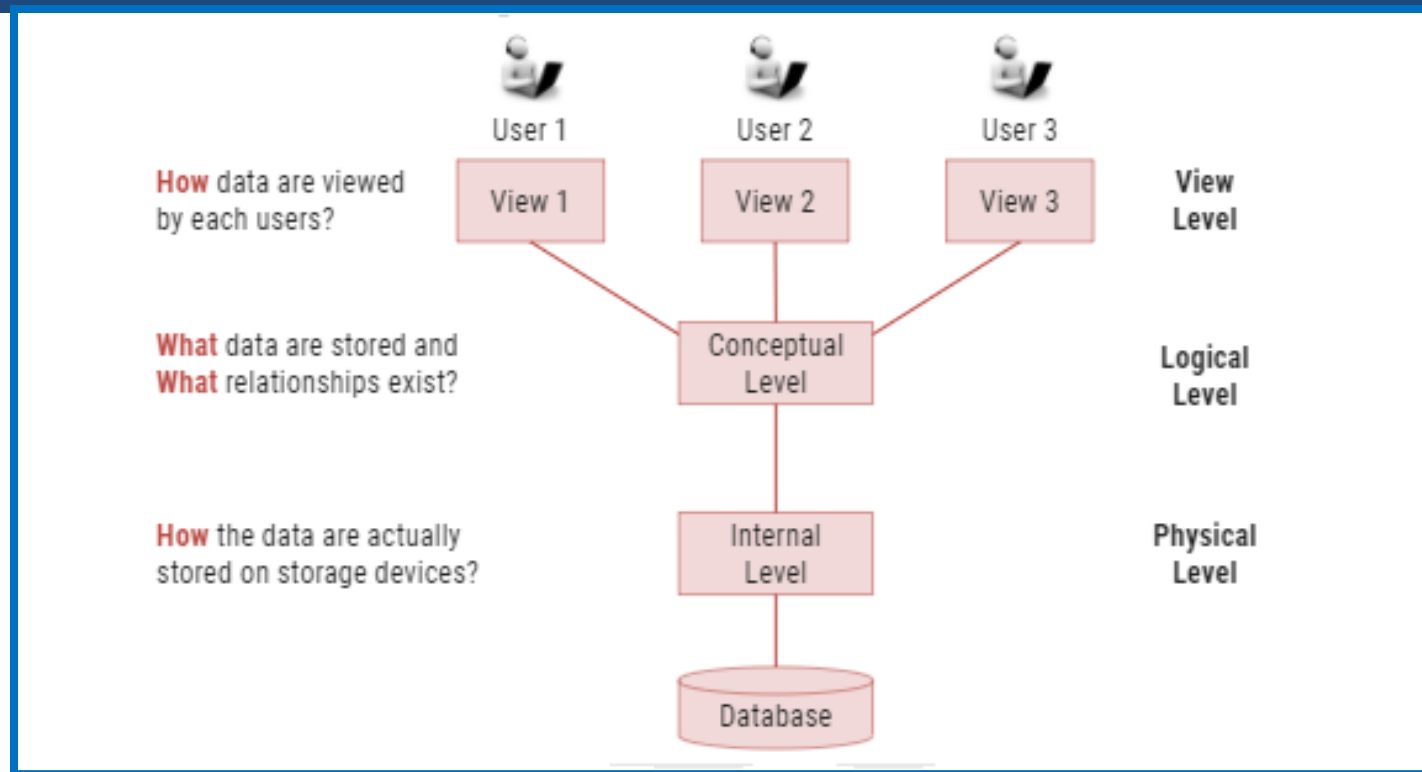 User 1
User 2
User 3
How data are viewed
by each users?
View 1
View 2
View 3
View
Level
What data are stored and
What relationships exist?
Conceptual
Level
Logical
Level
How the data are actually
stored on storage devices?
Internal
Level
Physical
Level
Database